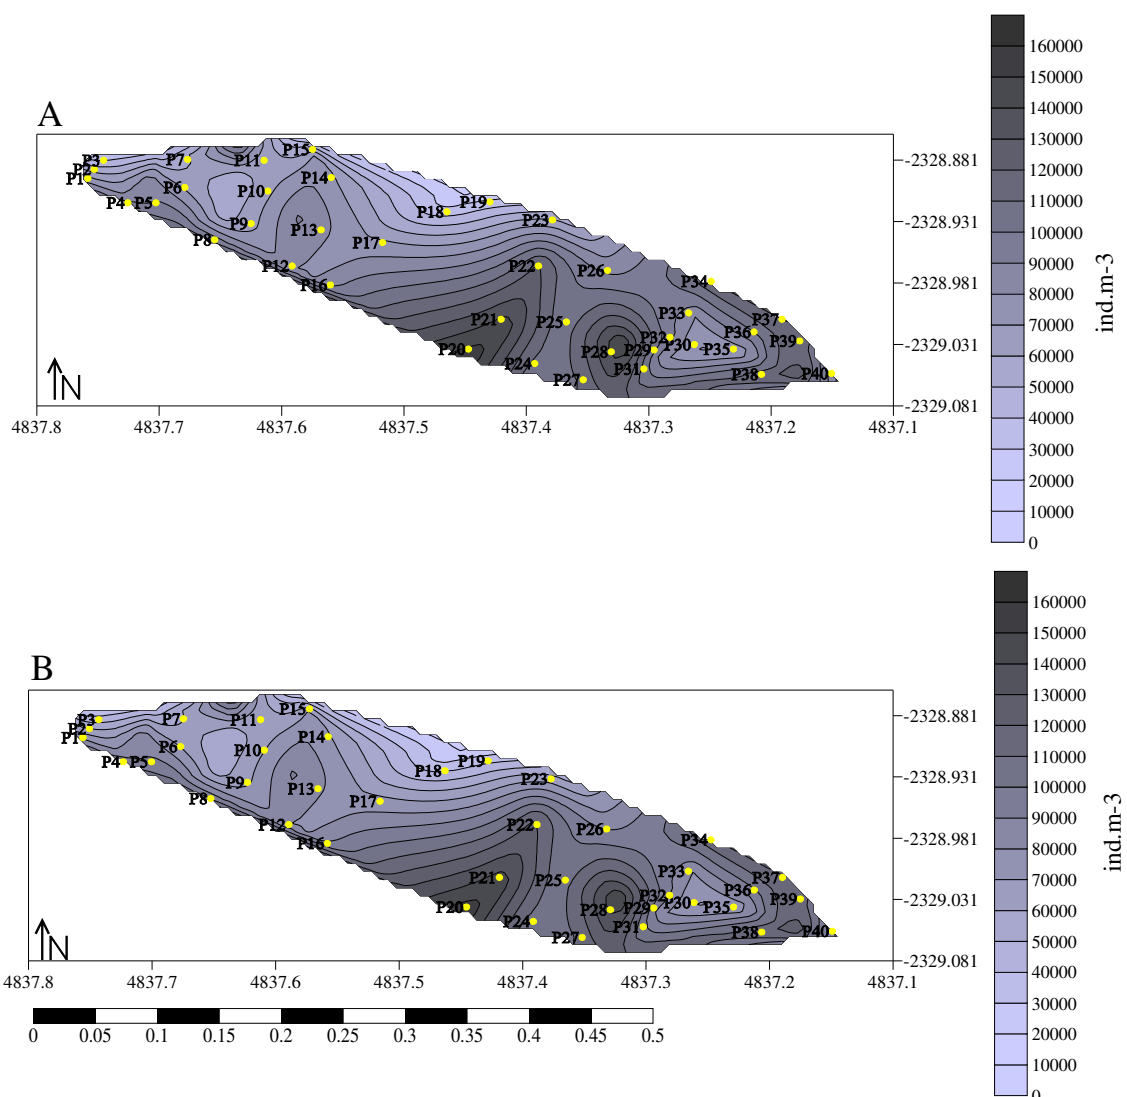 160000
150000
140000
130000
120000
110000
100000
90000
80000
70000
60000
50000
40000
30000
20000
10000
0
ind.m-3
A
P15
P3
P7
P11
-2328.881
P2
P1
P14
P6
P10
P4
P5
P19
P18
P9
P23
-2328.931
P13
P8
P17
P12
P22
P26
P16
P34
-2328.981
P33
P21
P25
P37
P36
P32
P39
P20
P28
P29
P30
P35
-2329.031
P24
P31
P27
P38
P40
N
-2329.081
4837.8
4837.7
4837.6
4837.5
4837.4
4837.3
4837.2
4837.1
160000
150000
140000
130000
120000
110000
100000
90000
80000
70000
60000
50000
40000
30000
20000
10000
0
ind.m-3
B
P15
P3
P7
P11
-2328.881
P2
P1
P14
P6
P10
P4
P5
P19
P18
P23
-2328.931
P9
P13
P8
P17
P12
P22
P26
P16
P34
-2328.981
P33
P21
P25
P37
P36
P32
P39
P20
P28
P29
P30
P35
-2329.031
P24
P31
P27
P38
P40
N
-2329.081
4837.8
4837.7
4837.6
4837.5
4837.4
4837.3
4837.2
4837.1
0
0.05
0.1
0.15
0.2
0.25
0.3
0.35
0.4
0.45
0.5